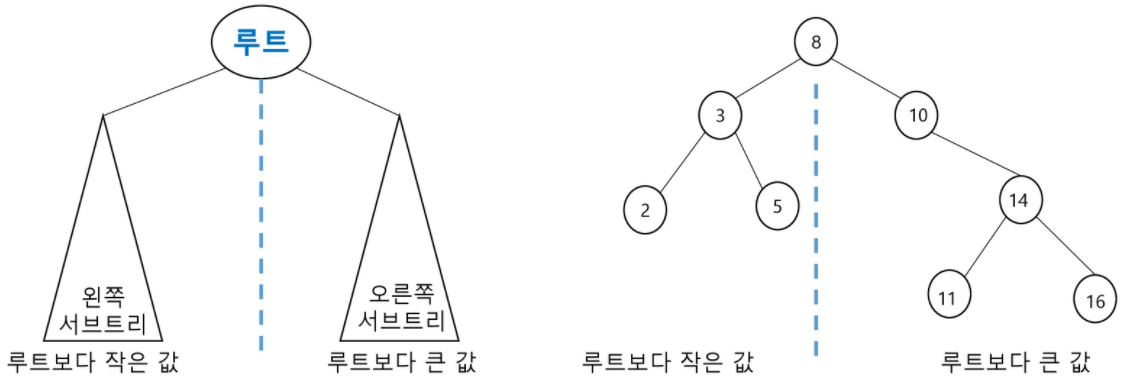 루트
왼쪽
서브트리
오른쪽
서브트리
루트보다 작은 값
루트보다 큰 값
8
3
10
2
5
14
11
16
루트보다 작은 값
루트보다 큰 값